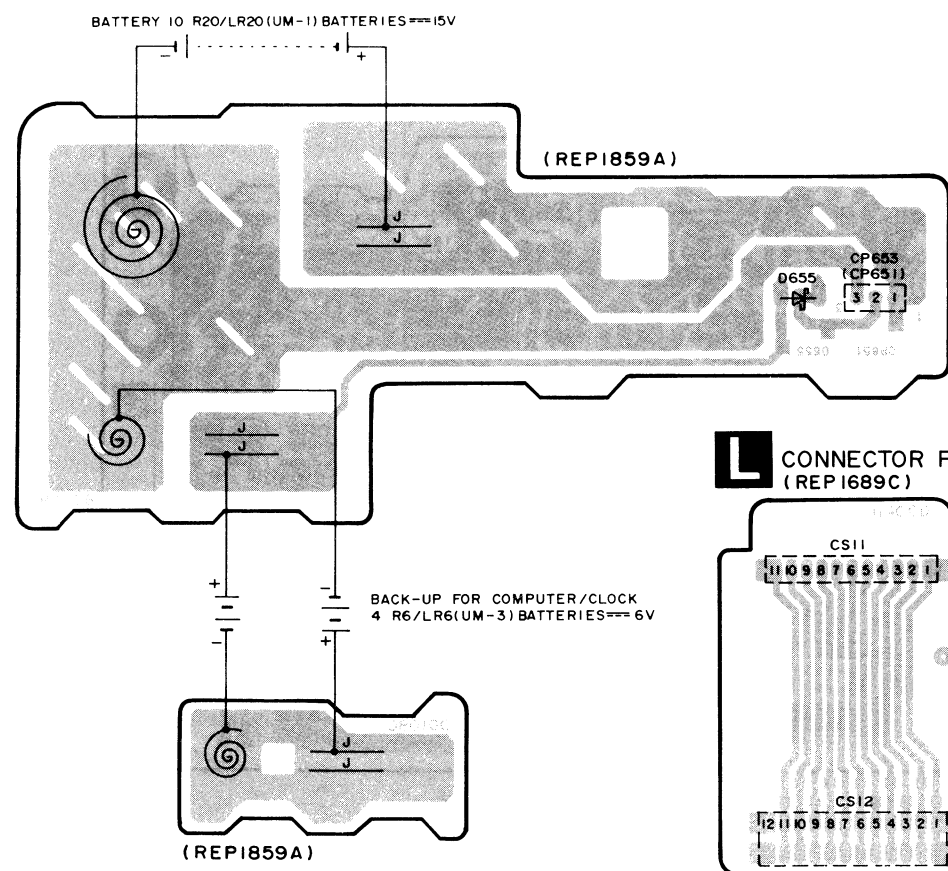 BATTERY 10 R20/LR20(UM-1) BATTERIES⎓15V
- +
(REP1859A)
J
J
D655
CP653
(CP651)
3 2 1
J
J
L CONNECTOR
(REP1689C)
CS11
11 10 9 8 7 6 5 4 3 2 1
+ -
BACK-UP FOR COMPUTER/CLOCK
4 R6/LR6(UM-3) BATTERIES⎓6V
- +
J
J
CS12
12 11 10 9 8 7 6 5 4 3 2 1
(REP1859A)